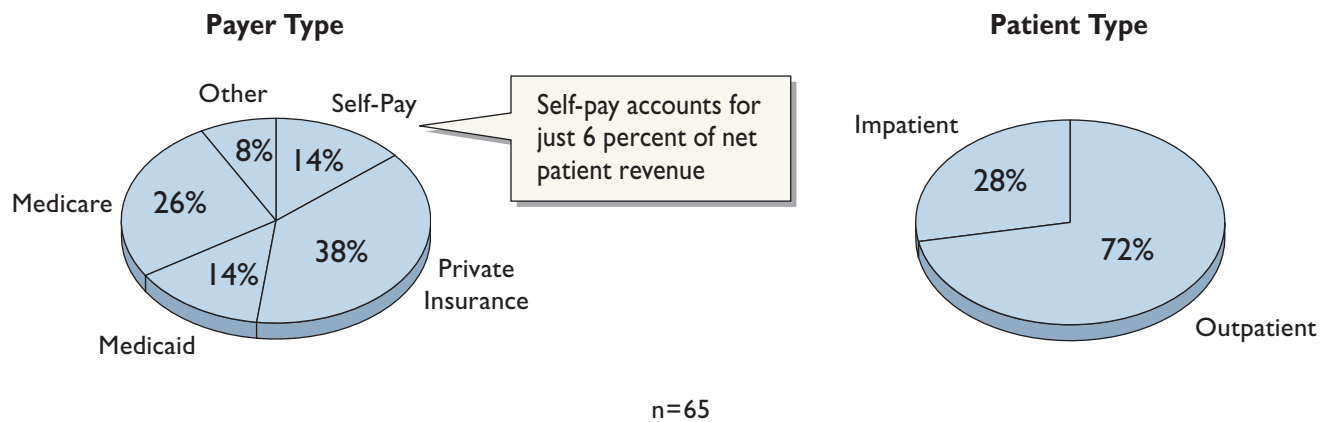 Payer Type
Other
Self-Pay
8%
14%
Medicare
26%
38%
14%
Private
Insurance
Medicaid
Self-pay accounts for
just 6 percent of net
patient revenue
Patient Type
Impatient
28%
72%
Outpatient
n=65